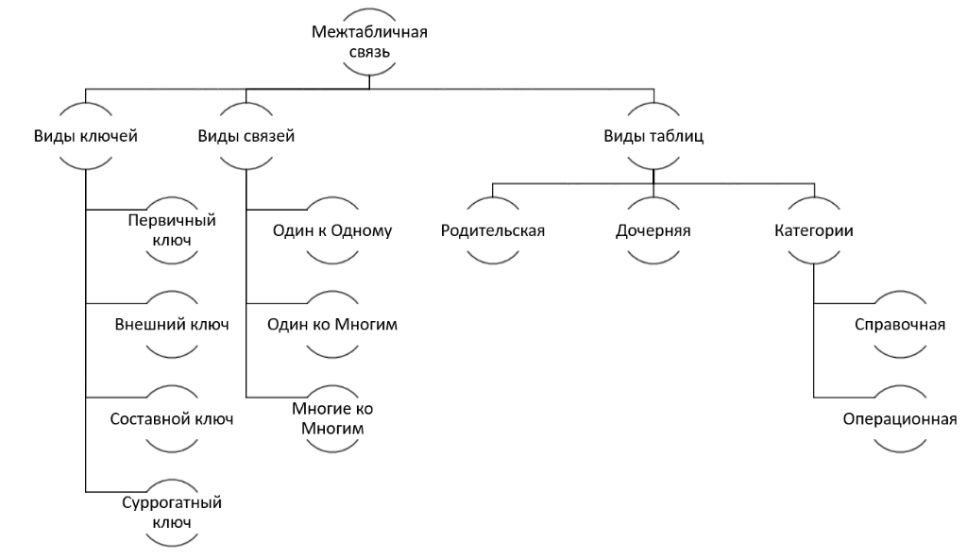 Межтабличная
связь
Виды ключей
Виды связей
Виды таблиц
Первичный
ключ
Один к Одному
Родительская
Дочерняя
Категории
Внешний ключ
Один ко Многим
Справочная
Составной ключ
Многие ко
Многим
Операционная
Суррогатный
ключ